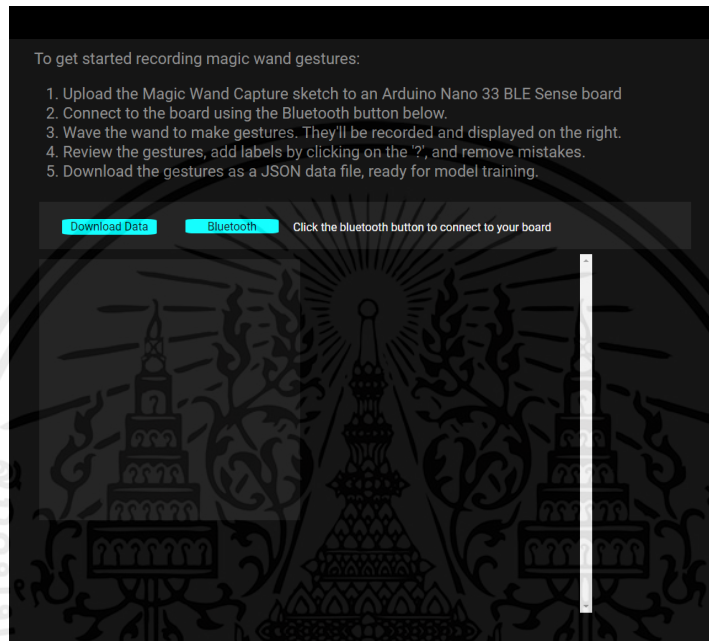 To get started recording magic wand gestures:
1. Upload the Magic Wand Capture sketch to an Arduino Nano 33 BLE Sense board
2. Connect to the board using the Bluetooth button below.
3. Wave the wand to make gestures. They'll be recorded and displayed on the right.
4. Review the gestures, add labels by clicking on the '?', and remove mistakes.
5. Download the gestures as a JSON data file, ready for model training.
Download Data Bluetooth Click the bluetooth button to connect to your board